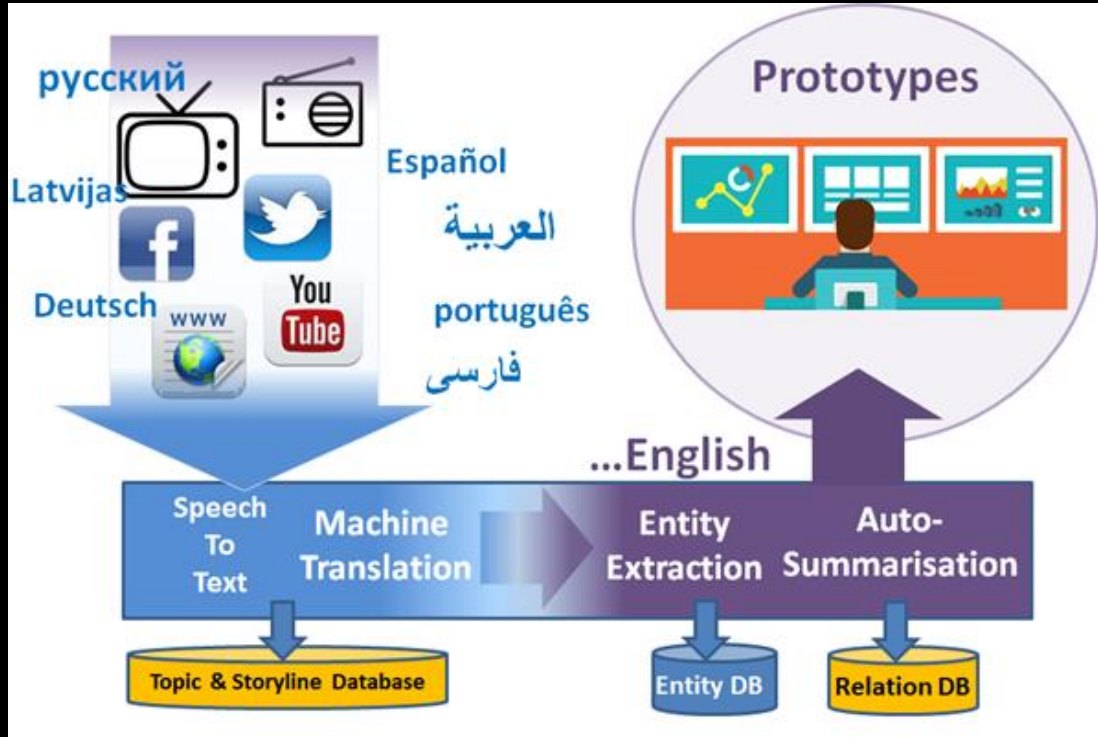 русский
Español
Latvijas
العربية
f
Deutsch
You
Tube
www
português
فارسی
Prototypes
...English
Speech
To
Text
Machine
Translation
Entity
Extraction
Auto-
Summarisation
Topic & Storyline Database
Entity DB
Relation DB